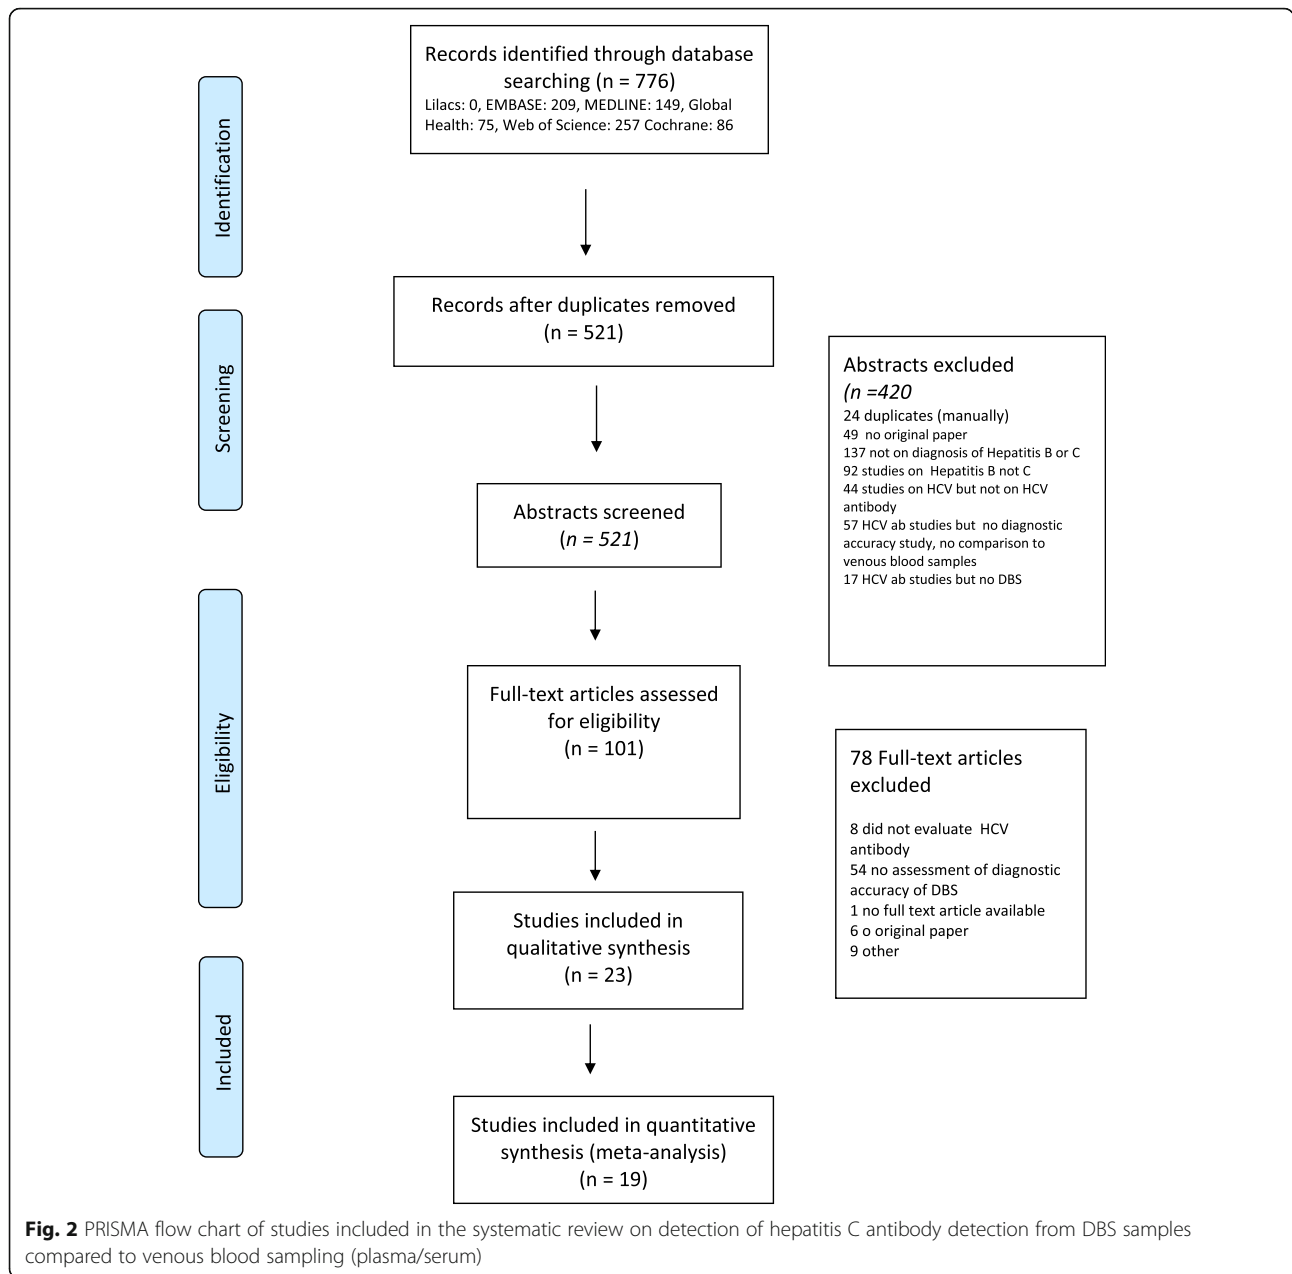 Records identified through database
searching (n = 776)
Lilacs: 0, EMBASE: 209, MEDLINE: 149, Global
Health: 75, Web of Science: 257 Cochrane: 86
Identification
Records after duplicates removed
(n = 521)
Screening
Abstracts excluded
(n =420
24 duplicates (manually)
49 no original paper
137 not on diagnosis of Hepatitis B or C
92 studies on Hepatitis B not C
44 studies on HCV but not on HCV
antibody
57 HCV ab studies but no diagnostic
accuracy study, no comparison to
venous blood samples
17 HCV ab studies but no DBS
Abstracts screened
(n = 521)
Eligibility
Full-text articles assessed
for eligibility
(n = 101)
78 Full-text articles
excluded
8 did not evaluate HCV
antibody
54 no assessment of diagnostic
accuracy of DBS
1 no full text article available
6 o original paper
9 other
Studies included in
qualitative synthesis
(n = 23)
Included
Studies included in quantitative
synthesis (meta-analysis)
(n = 19)
Fig. 2 PRISMA flow chart of studies included in the systematic review on detection of hepatitis C antibody detection from DBS samples
compared to venous blood sampling (plasma/serum)